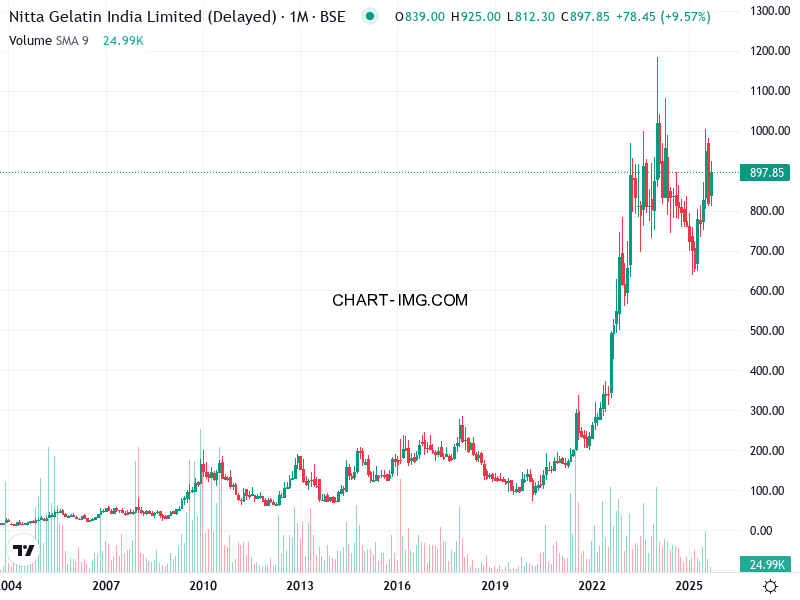 Nitta Gelatin India Limited (Delayed) · 1M · BSE O839.00 H925.00 L812.30 C897.85 +78.45 (+9.57%)
Volume SMA 9 24.99K
1300.00
1200.00
1100.00
1000.00
897.85
800.00
700.00
CHART-IMG.COM
600.00
500.00
400.00
300.00
200.00
100.00
0.00
24.99K
2004 2007 2010 2013 2016 2019 2022 2025